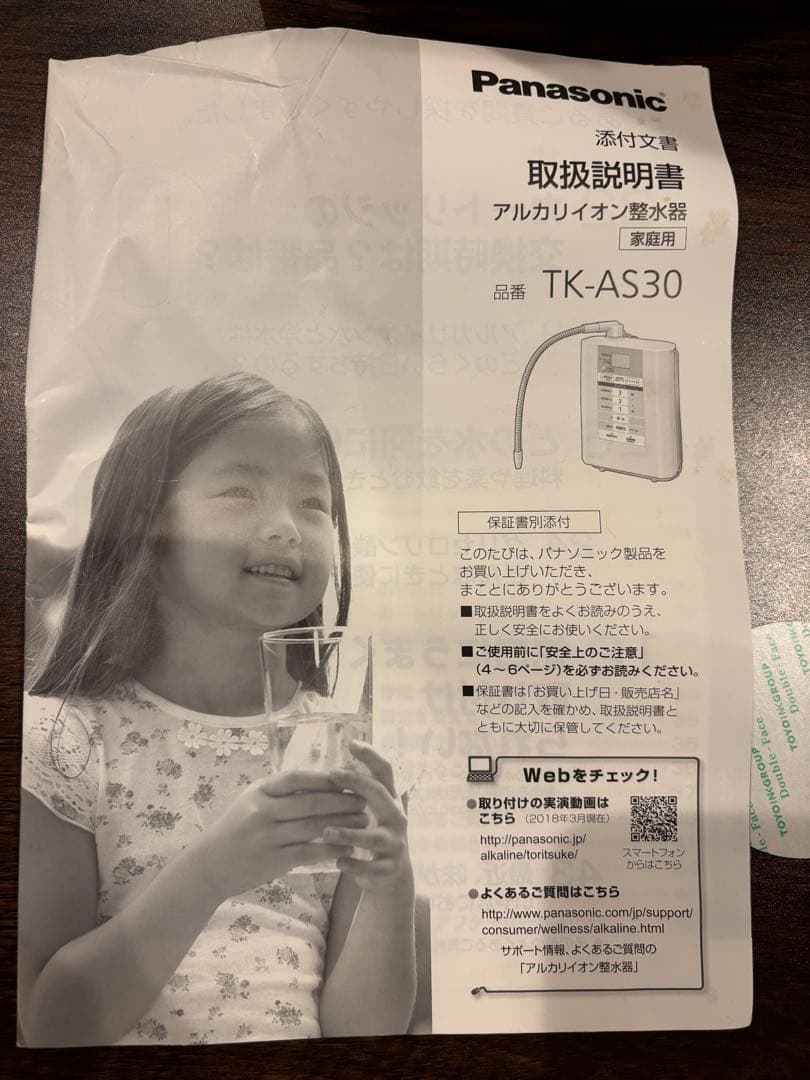 Panasonic
添付文書
取扱説明書
アルカリイオン整水器
家庭用
品番 TK-AS30
保証書別添付
このたびは、パナソニック製品を
お買い上げいただき、
まことにありがとうございます。
■取扱説明書をよくお読みのうえ、
正しく安全にお使いください。
■ご使用前に「安全上のご注意」
(4〜6ページ)を必ずお読みください。
■保証書は「お買い上げ日・販売店名」
などの記入を確かめ、取扱説明書と
ともに大切に保管してください。
Webをチェック!
●取り付けの実演動画は
こちら (2018年3月現在)
http://panasonic.jp/
alkaline/toritsuke/
スマートフォン
からはこちら
●よくあるご質問はこちら
http://www.panasonic.com/jp/support/
consumer/wellness/alkaline.html
サポート情報、よくあるご質問の
「アルカリイオン整水器」
TOYOINKGROUP
Double-Face
TOYOINKGROUP